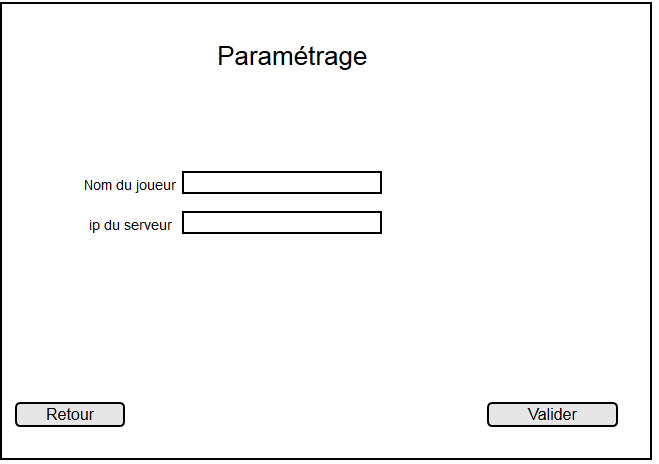 Paramétrage
Nom du joueur
ip du serveur
Retour
Valider